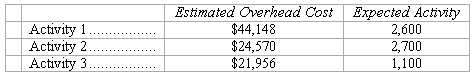 Estimated Overhead Cost Expected Activity
Activity 1................ $44,148 2,600
Activity 2................ $24,570 2,700
Activity 3................ $21,956 1,100